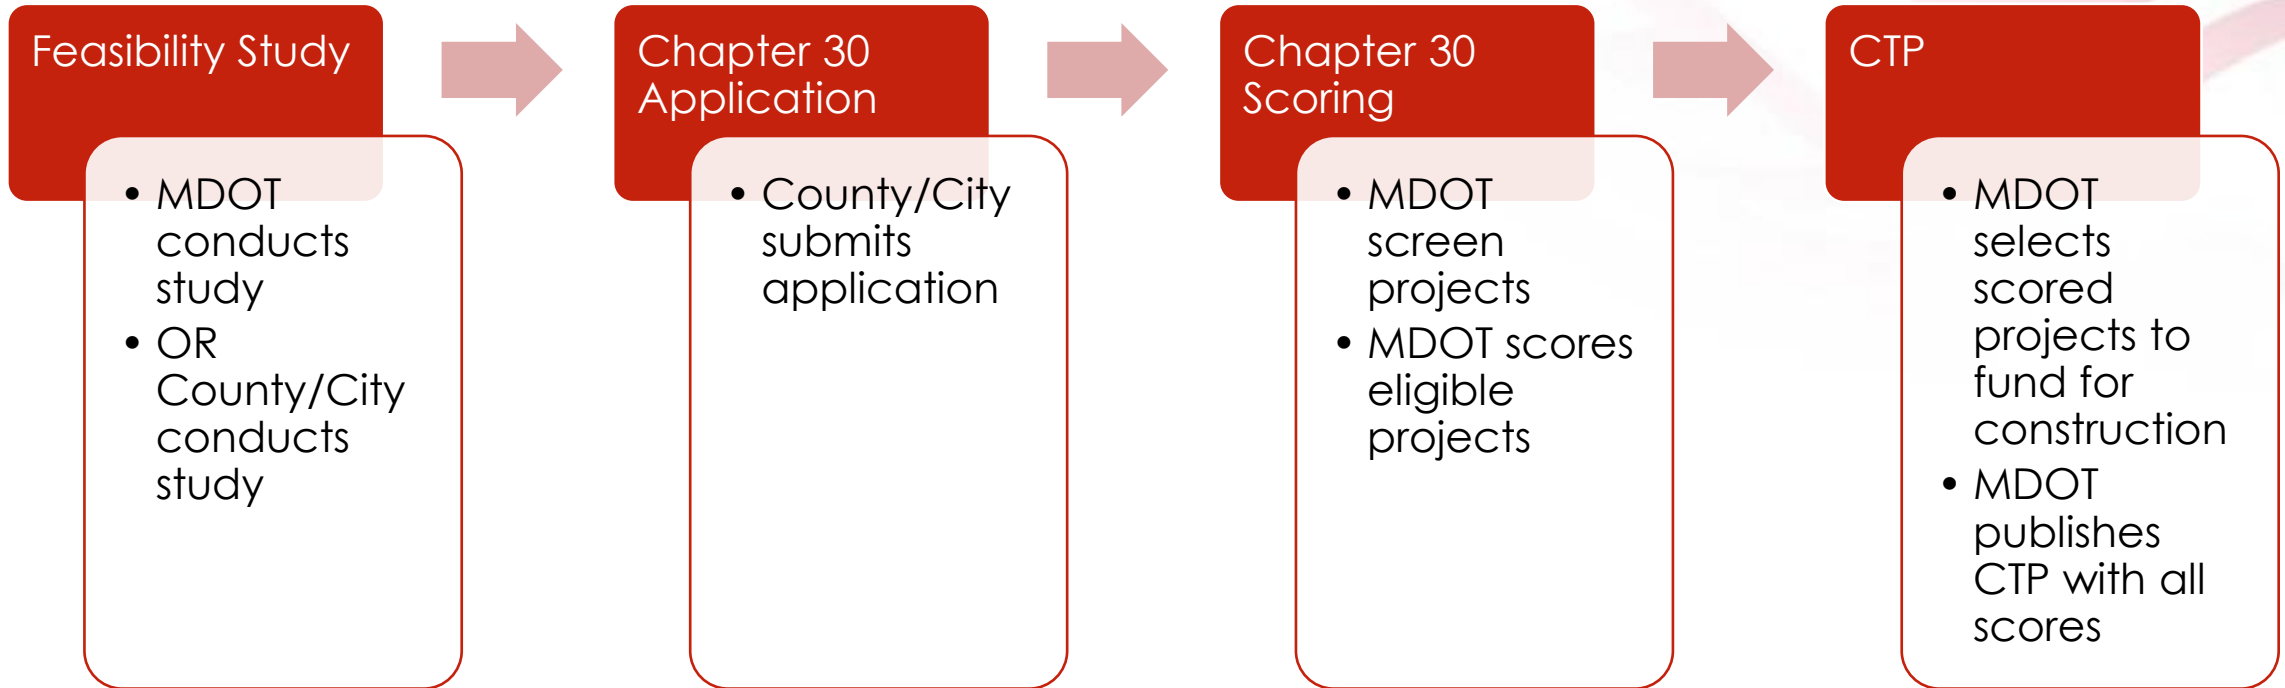 Feasibility Study
• MDOT
conducts
study
• OR
County/City
conducts
study
Chapter 30
Application
• County/City
submits
application
Chapter 30
Scoring
• MDOT
screen
projects
• MDOT scores
eligible
projects
CTP
• MDOT
selects
scored
projects to
fund for
construction
• MDOT
publishes
CTP with all
scores